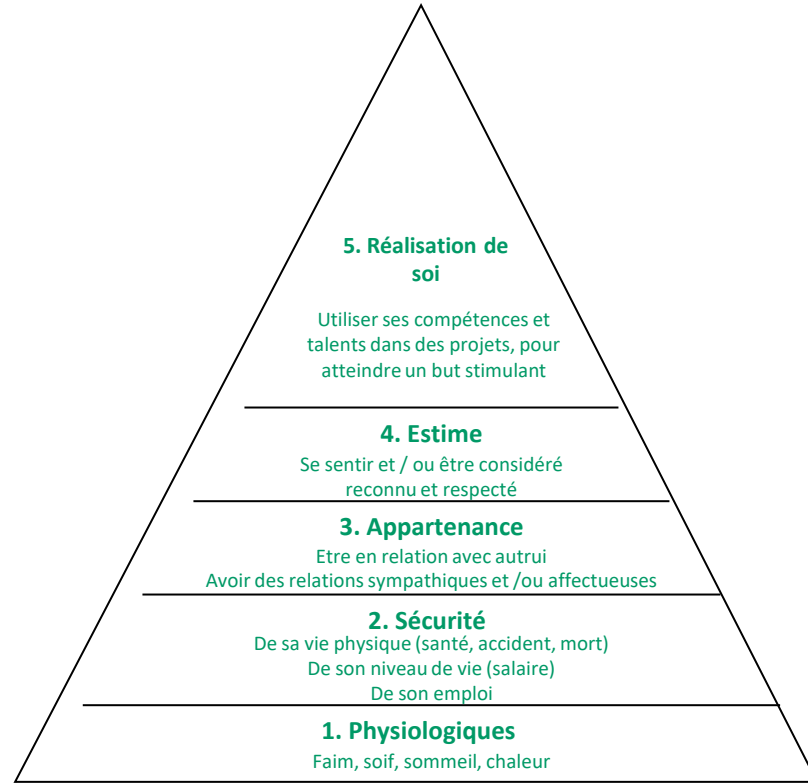 5. Réalisation de
soi
Utiliser ses compétences et
talents dans des projets, pour
atteindre un but stimulant
4. Estime
Se sentir et / ou être considéré
reconnu et respecté
3. Appartenance
Etre en relation avec autrui
Avoir des relations sympathiques et /ou affectueuses
2. Sécurité
De sa vie physique (santé, accident, mort)
De son niveau de vie (salaire)
De son emploi
1. Physiologiques
Faim, soif, sommeil, chaleur